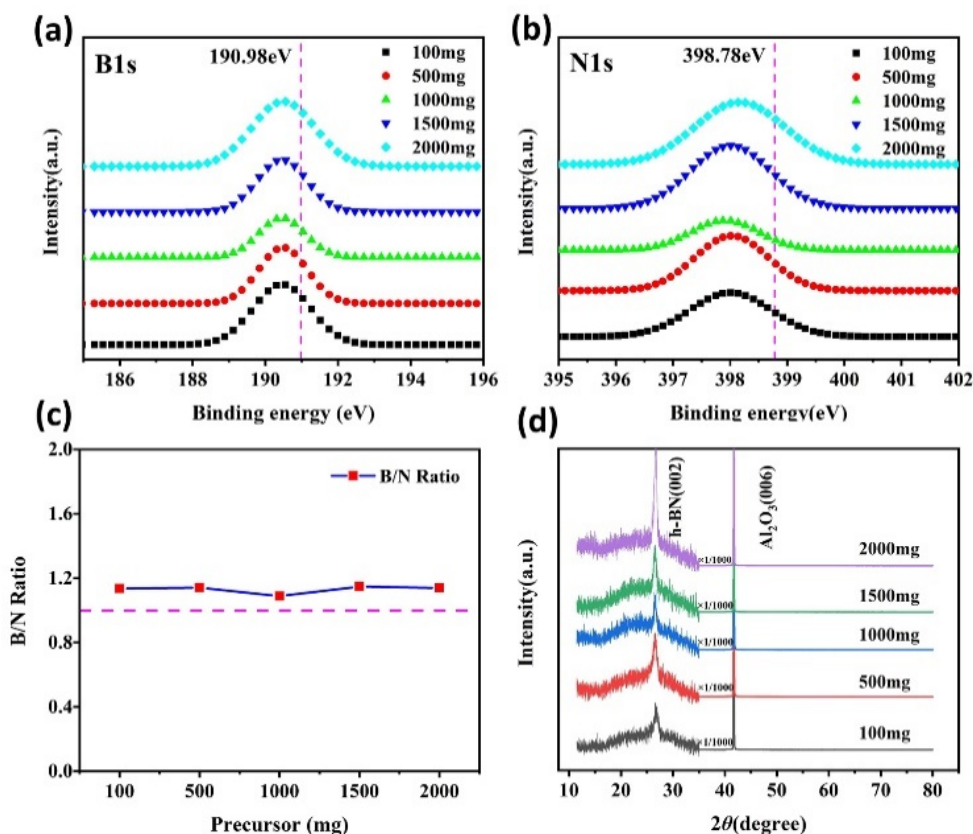 (a)
B1s
190.98eV
100mg
500mg
1000mg
1500mg
2000mg
Intensity(a.u.)
186 188 190 192 194 196
Binding energy (eV)
(b)
N1s
398.78eV
100mg
500mg
1000mg
1500mg
2000mg
Intensity(a.u.)
395 396 397 398 399 400 401 402
Binding energy(eV)
(c)
2.0
1.6
1.2
0.8
0.4
0.0
B/N Ratio
B/N Ratio
100 500 1000 1500 2000
Precursor (mg)
(d)
h-BN(002)
Al₂O₃(006)
×1/1000
2000mg
×1/1000
1500mg
×1/1000
1000mg
×1/1000
500mg
×1/1000
100mg
Intensity(a.u.)
10 20 30 40 50 60 70 80
2θ(degree)